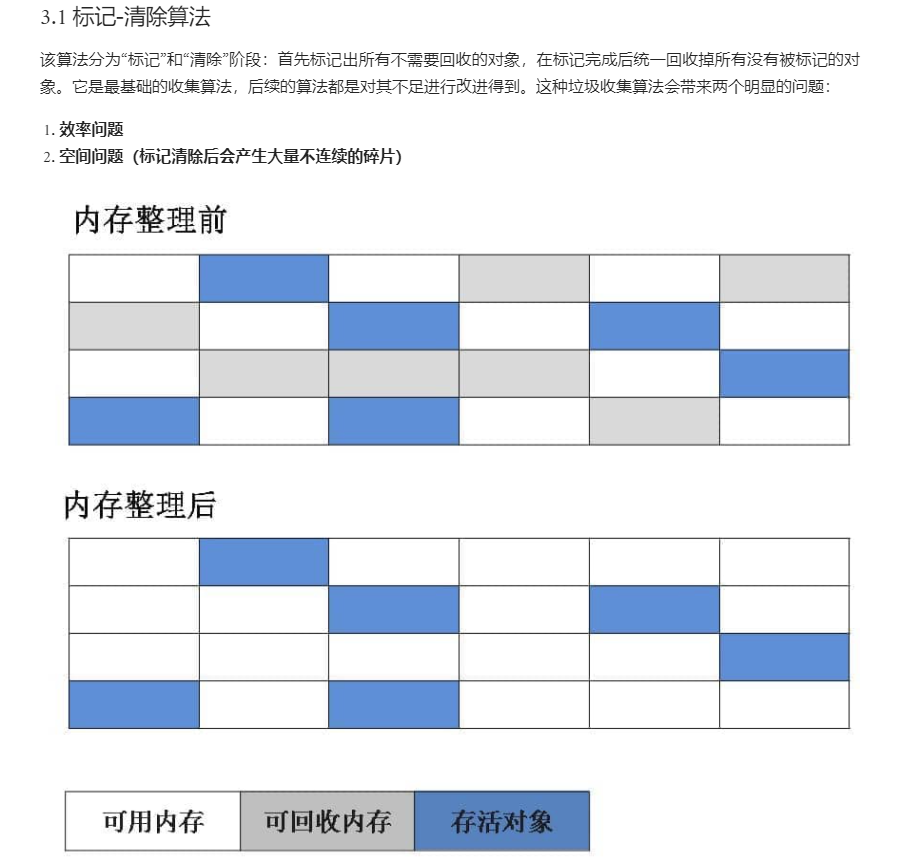 3.1 标记-清除算法
该算法分为“标记”和“清除”阶段：首先标记出所有不需要回收的对象，在标记完成后统一回收掉所有没有被标记的对
象。它是最基础的收集算法，后续的算法都是对其不足进行改进得到。这种垃圾收集算法会带来两个明显的问题：
1. 效率问题
2. 空间问题（标记清除后会产生大量不连续的碎片）
内存整理前
内存整理后
可用内存 可回收内存 存活对象